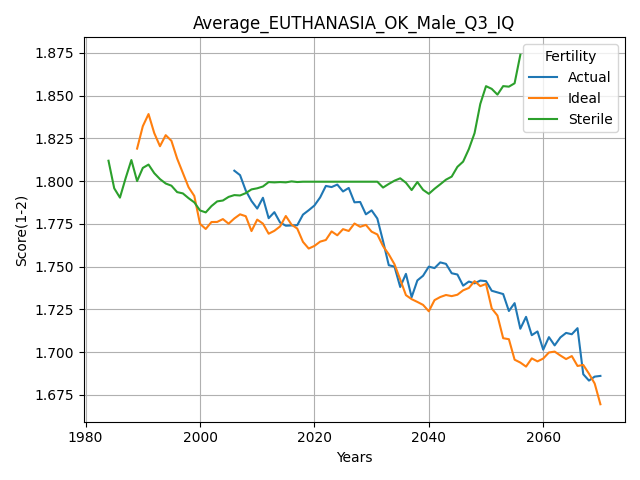 Average_EUTHANASIA_OK_Male_Q3_IQ
Fertility
Actual
Ideal
Sterile
Score(1-2)
1.875
1.850
1.825
1.800
1.775
1.750
1.725
1.700
1.675
1980 2000 2020 2040 2060
Years